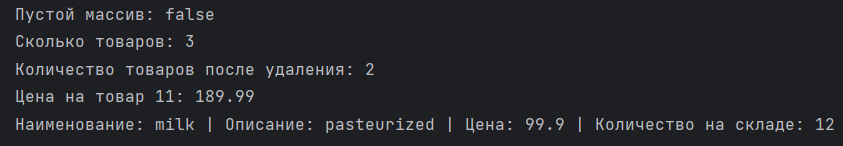 Пустой массив: false
Сколько товаров: 3
Количество товаров после удаления: 2
Цена на товар 11: 189.99
Наименование: milk | Описание: pasteurized | Цена: 99.9 | Количество на складе: 12